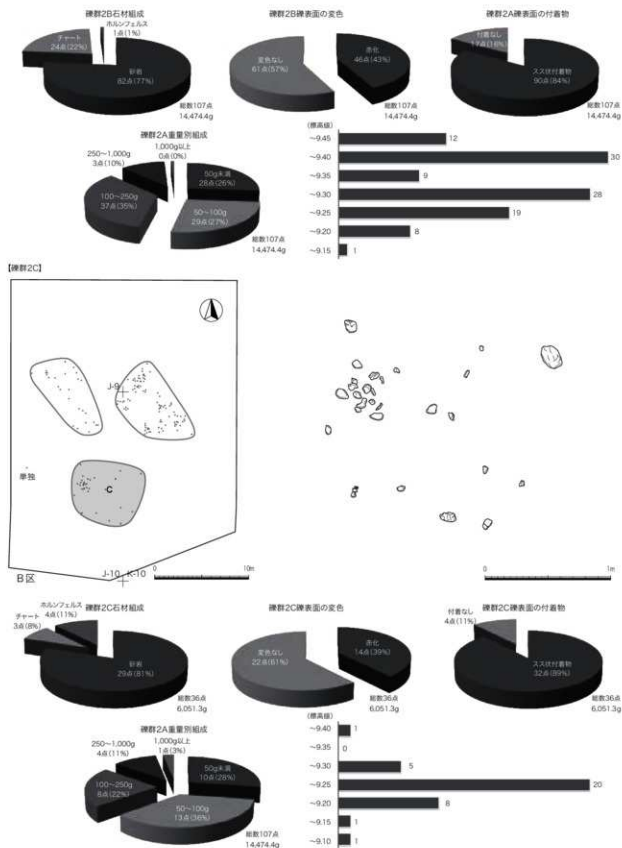 礫群2B石材組成
ホルンフェルス
1点(1%)
チャート
24点(22%)
砂岩
82点(77%)
総数107点
14,474.4g
礫群2B礫表面の変色
変色なし
61点(57%)
赤化
46点(43%)
総数107点
14,474.4g
礫群2A礫表面の付着物
付着なし
17点(16%)
スス状付着物
90点(84%)
総数107点
14,474.4g
礫群2A重量別組成
1,000g以上
0点(0%)
250〜1,000g
3点(10%)
50g未満
28点(26%)
100〜250g
37点(35%)
50〜100g
29点(27%)
総数107点
14,474.4g
(標高値)
〜9.45 12
〜9.40 30
〜9.35 9
〜9.30 28
〜9.25 19
〜9.20 8
〜9.15 1
【礫群2C】
J-9
単独
C
J-10 K-10
B区
0 10m
0 1m
礫群2C石材組成
ホルンフェルス
4点(11%)
チャート
3点(8%)
砂岩
29点(81%)
総数36点
6,051.3g
礫群2C礫表面の変色
変色なし
22点(61%)
赤化
14点(39%)
総数36点
6,051.3g
礫群2C礫表面の付着物
付着なし
4点(11%)
スス状付着物
32点(89%)
総数36点
6,051.3g
礫群2A重量別組成
1,000g以上
1点(3%)
250〜1,000g
4点(11%)
50g未満
10点(28%)
100〜250g
8点(22%)
50〜100g
13点(36%)
総数107点
14,474.4g
(標高値)
〜9.40 1
〜9.35 0
〜9.30 5
〜9.25 20
〜9.20 8
〜9.15 1
〜9.10 1